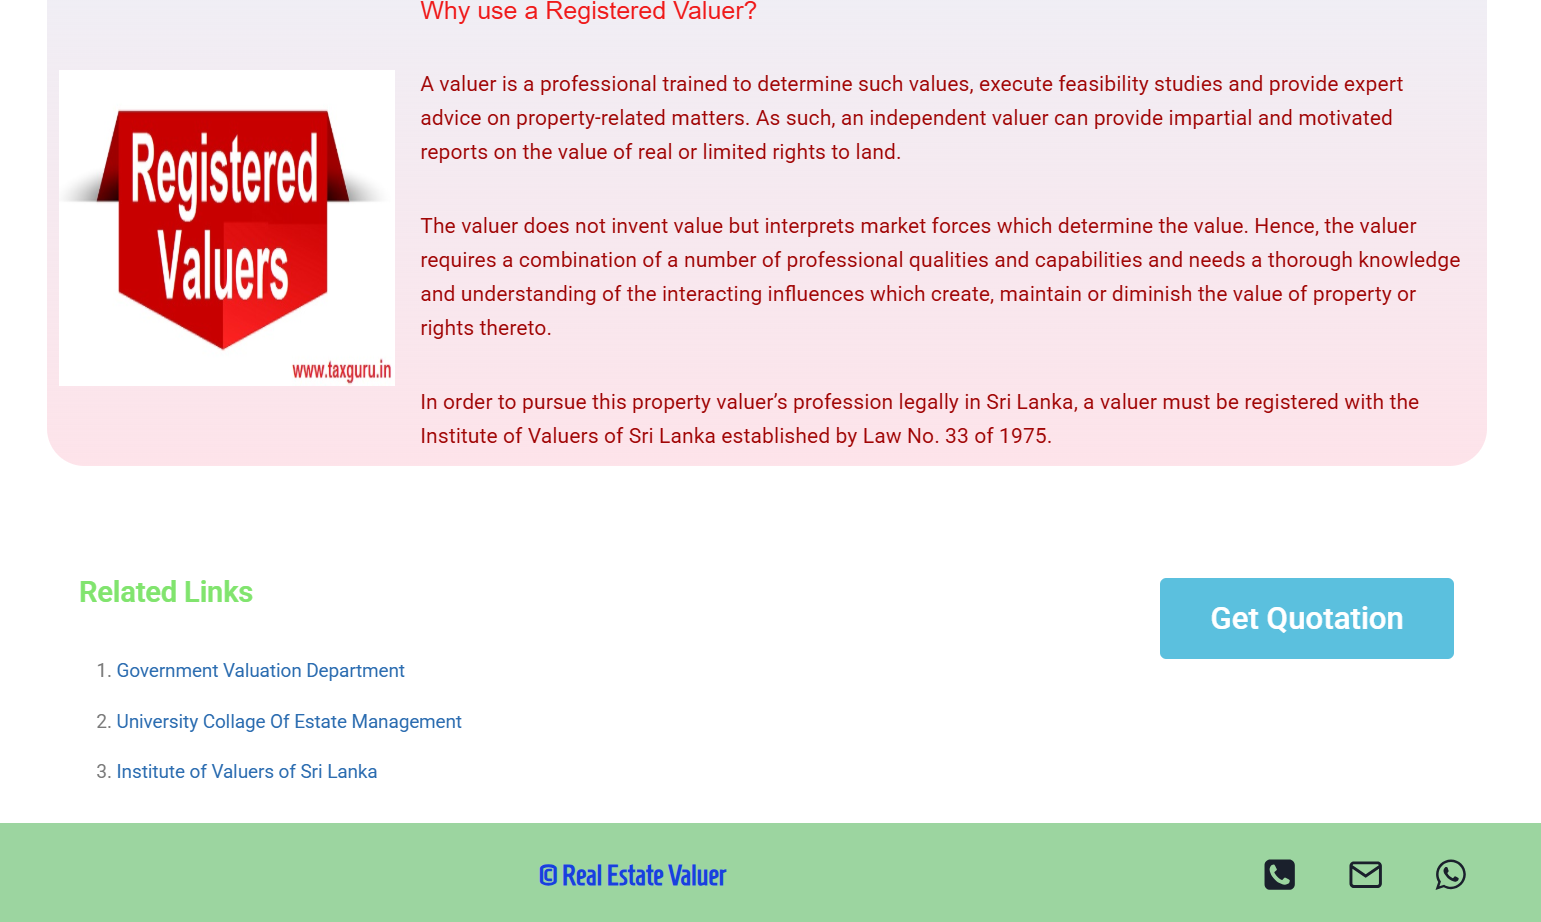 Why use a Registered Valuer?
A valuer is a professional trained to determine such values, execute feasibility studies and provide expert
advice on property-related matters. As such, an independent valuer can provide impartial and motivated
reports on the value of real or limited rights to land.
Registered
Valuers
www.taxguru.in
The valuer does not invent value but interprets market forces which determine the value. Hence, the valuer
requires a combination of a number of professional qualities and capabilities and needs a thorough knowledge
and understanding of the interacting influences which create, maintain or diminish the value of property or
rights thereto.
In order to pursue this property valuer’s profession legally in Sri Lanka, a valuer must be registered with the
Institute of Valuers of Sri Lanka established by Law No. 33 of 1975.
Related Links
Get Quotation
1. Government Valuation Department
2. University Collage Of Estate Management
3. Institute of Valuers of Sri Lanka
© Real Estate Valuer